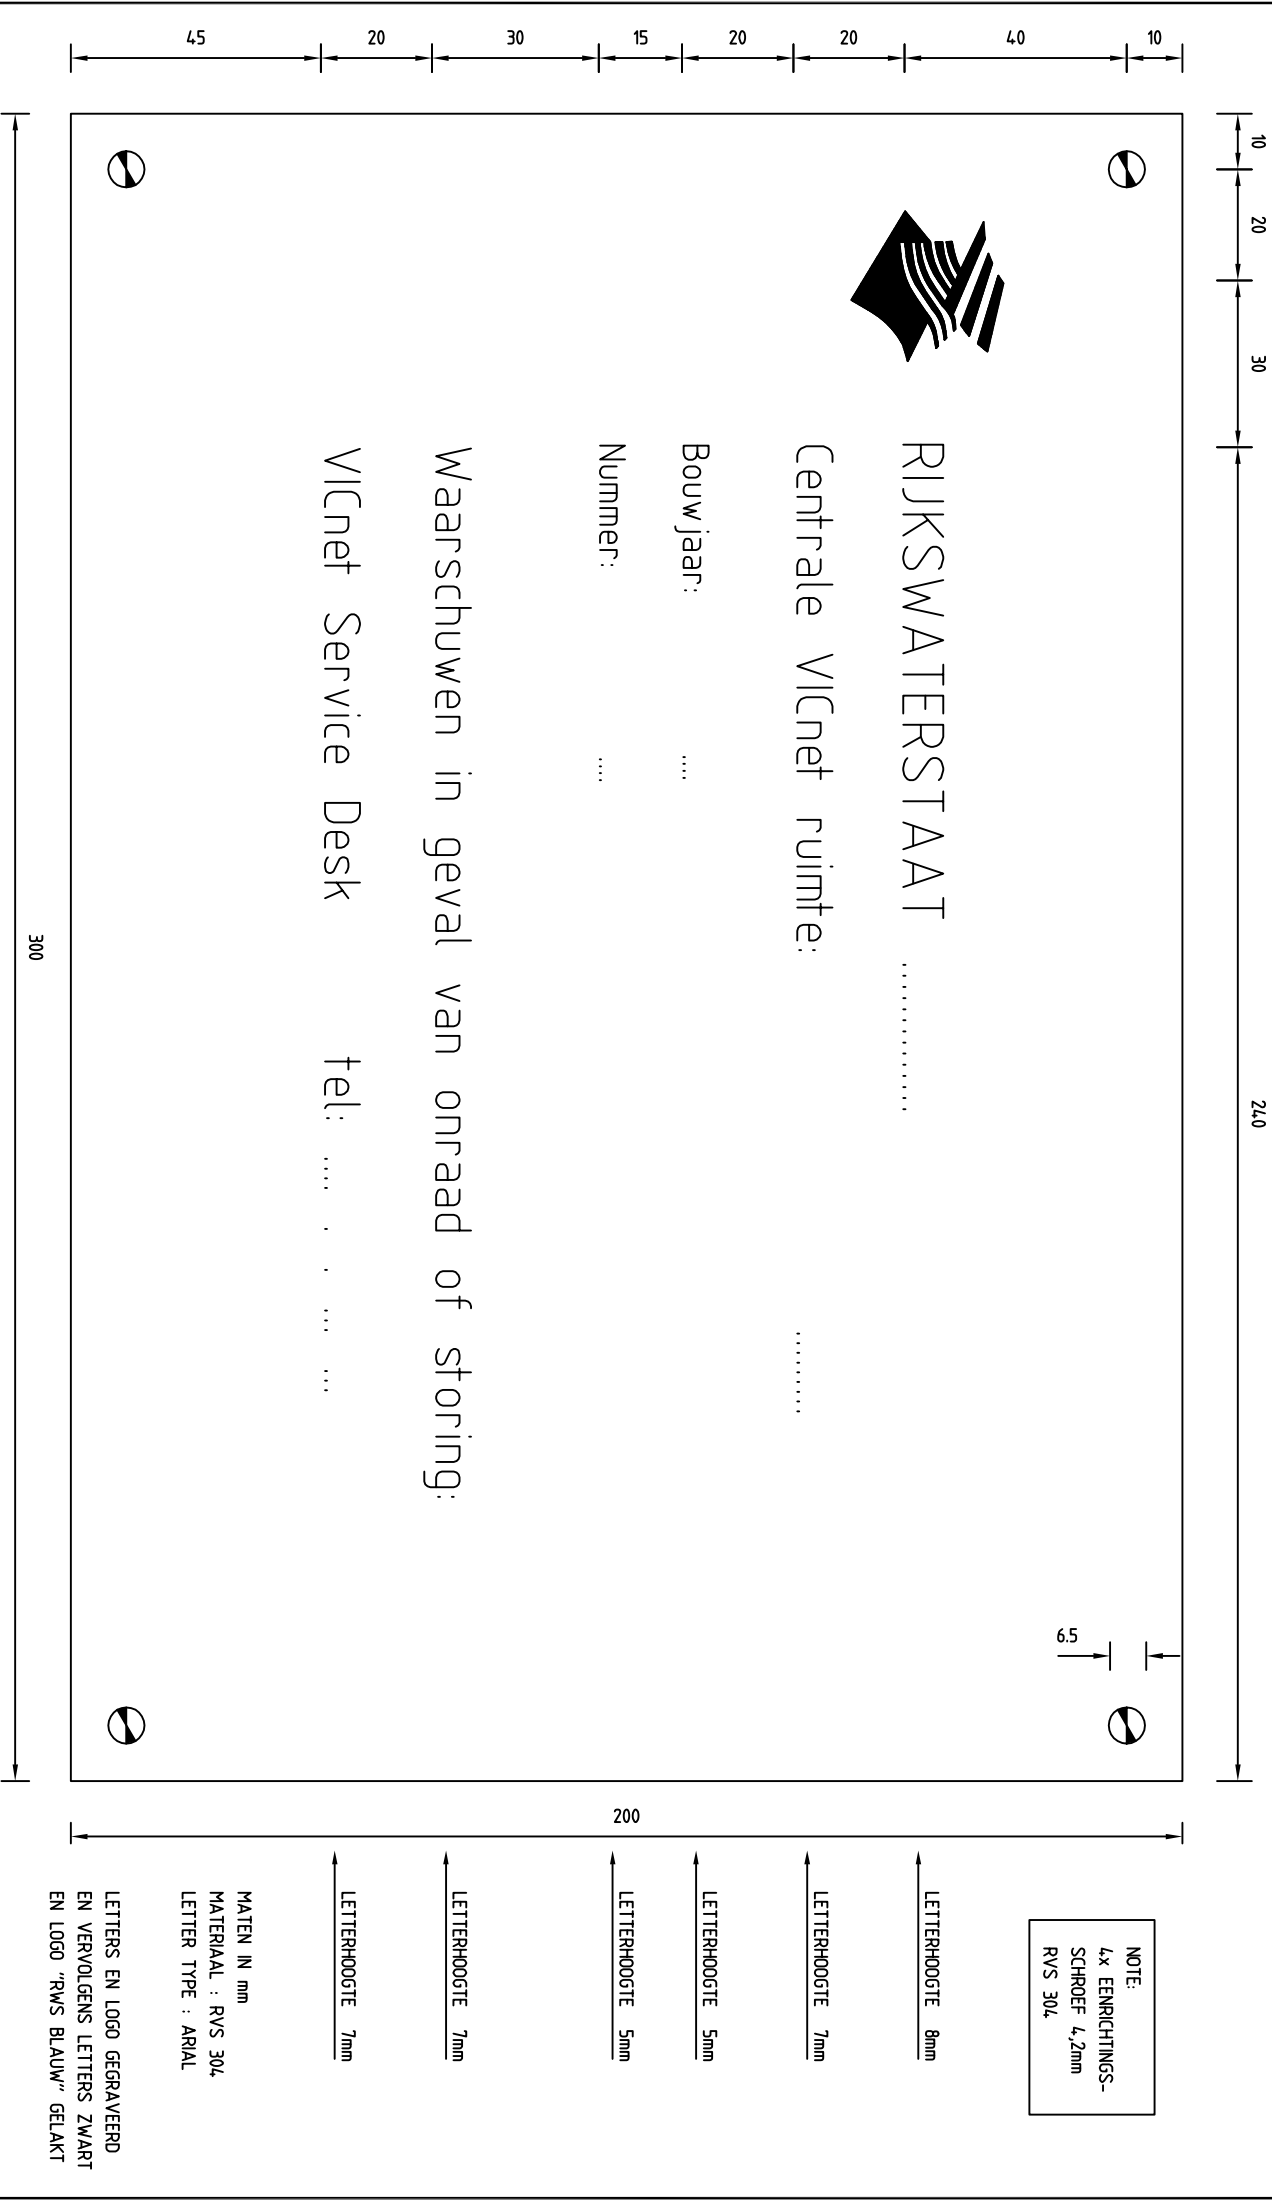 10
20
30
240
10
40
20
20
15
30
20
45
300
200
6.5
RIJKSWATERSTAAT ..............
Centrale VICnet ruimte: .........
Bouwjaar: ....
Nummer: ....
Waarschuwen in geval van onraad of storing:
VICnet Service Desk tel: .... . . ... ...
NOTE:
4x EENRICHTINGS-
SCHROEF 4,2mm
RVS 304
LETTERHOOGTE 8mm
LETTERHOOGTE 7mm
LETTERHOOGTE 5mm
LETTERHOOGTE 5mm
LETTERHOOGTE 7mm
LETTERHOOGTE 7mm
MATEN IN mm
MATERIAAL : RVS 304
LETTER TYPE : ARIAL
LETTERS EN LOGO GEGRAVEERD
EN VERVOLGENS LETTERS ZWART
EN LOGO "RWS BLAUW" GELAKT